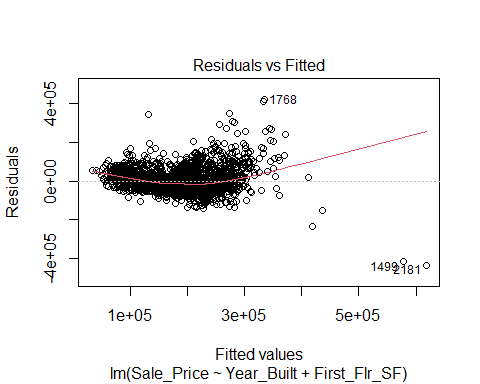 Residuals vs Fitted
Residuals
4e+05
0e+00
-4e+05
1768
1499
2181
1e+05
3e+05
5e+05
Fitted values
lm(Sale_Price ~ Year_Built + First_Flr_SF)